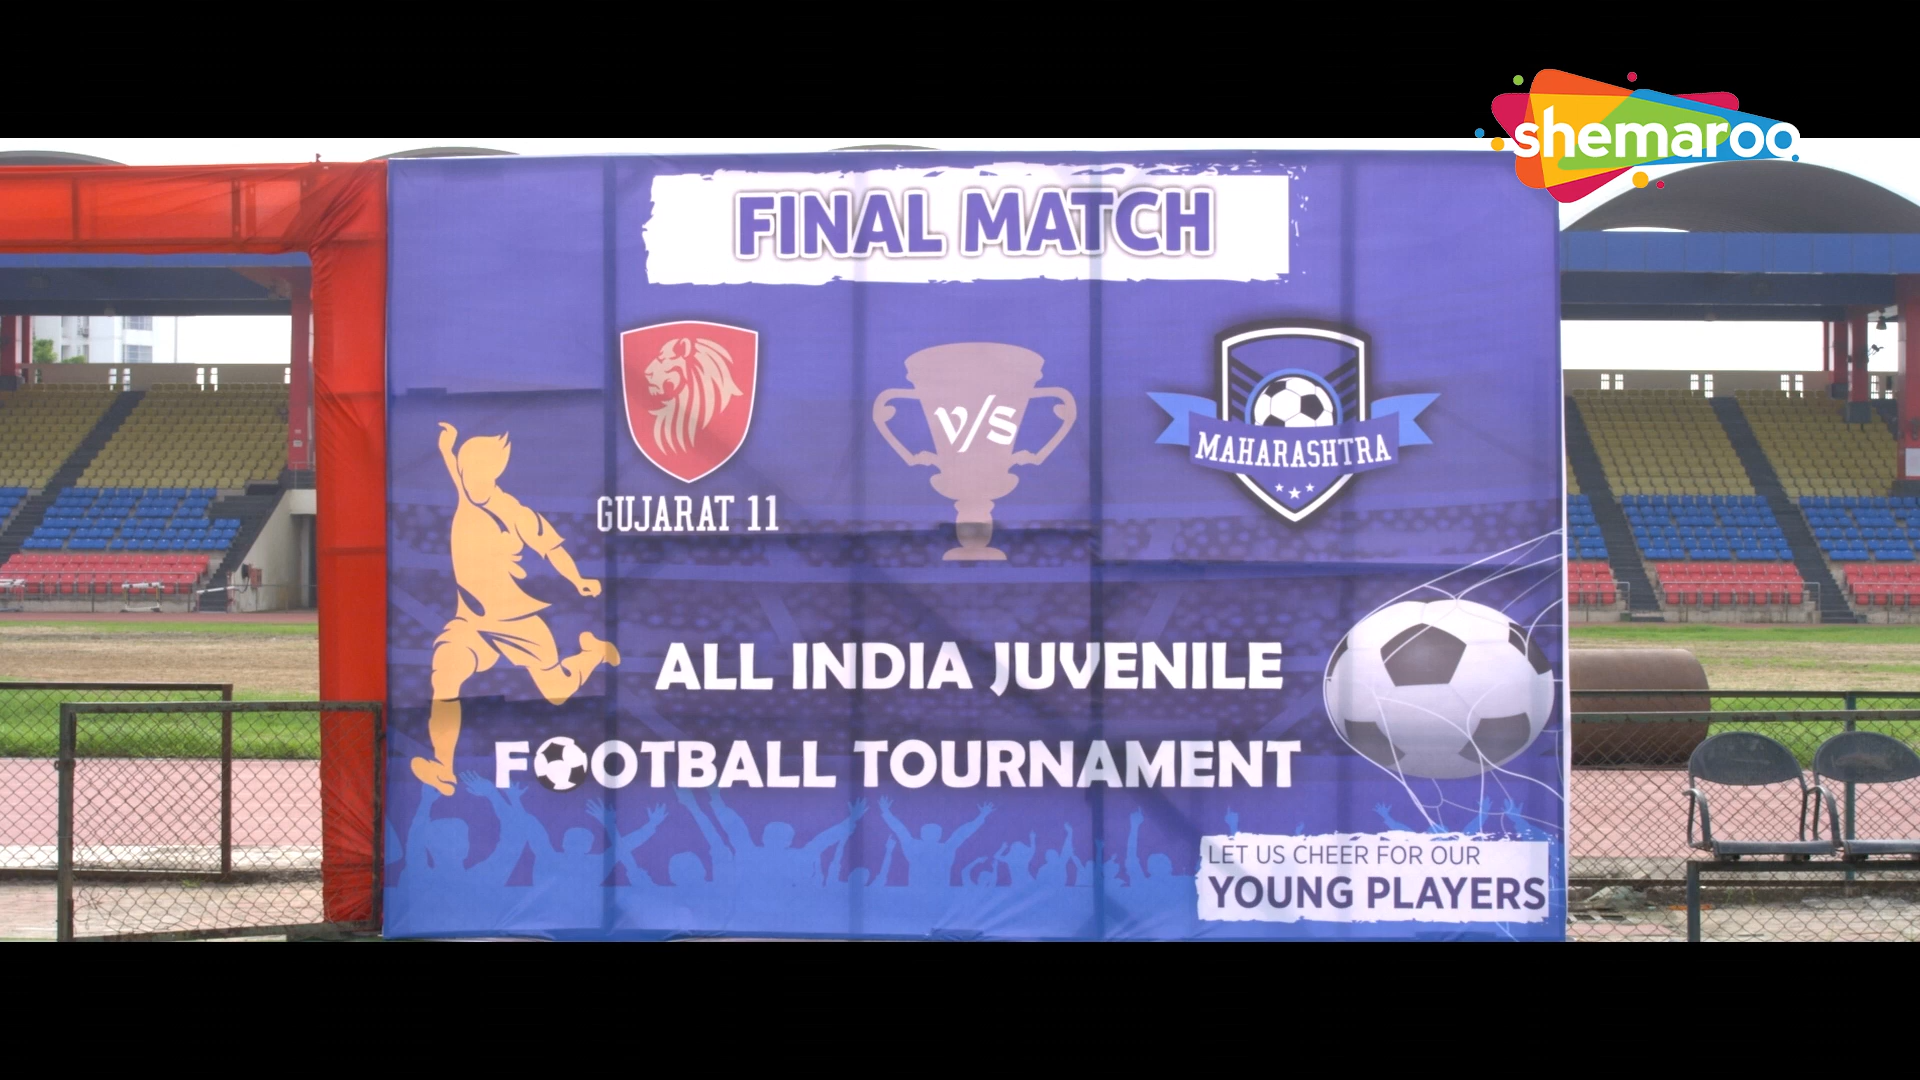 shemaroo
FINAL MATCH
v/s
MAHARASHTRA
GUJARAT 11
ALL INDIA JUVENILE
FOOTBALL TOURNAMENT
LET US CHEER FOR OUR
YOUNG PLAYERS